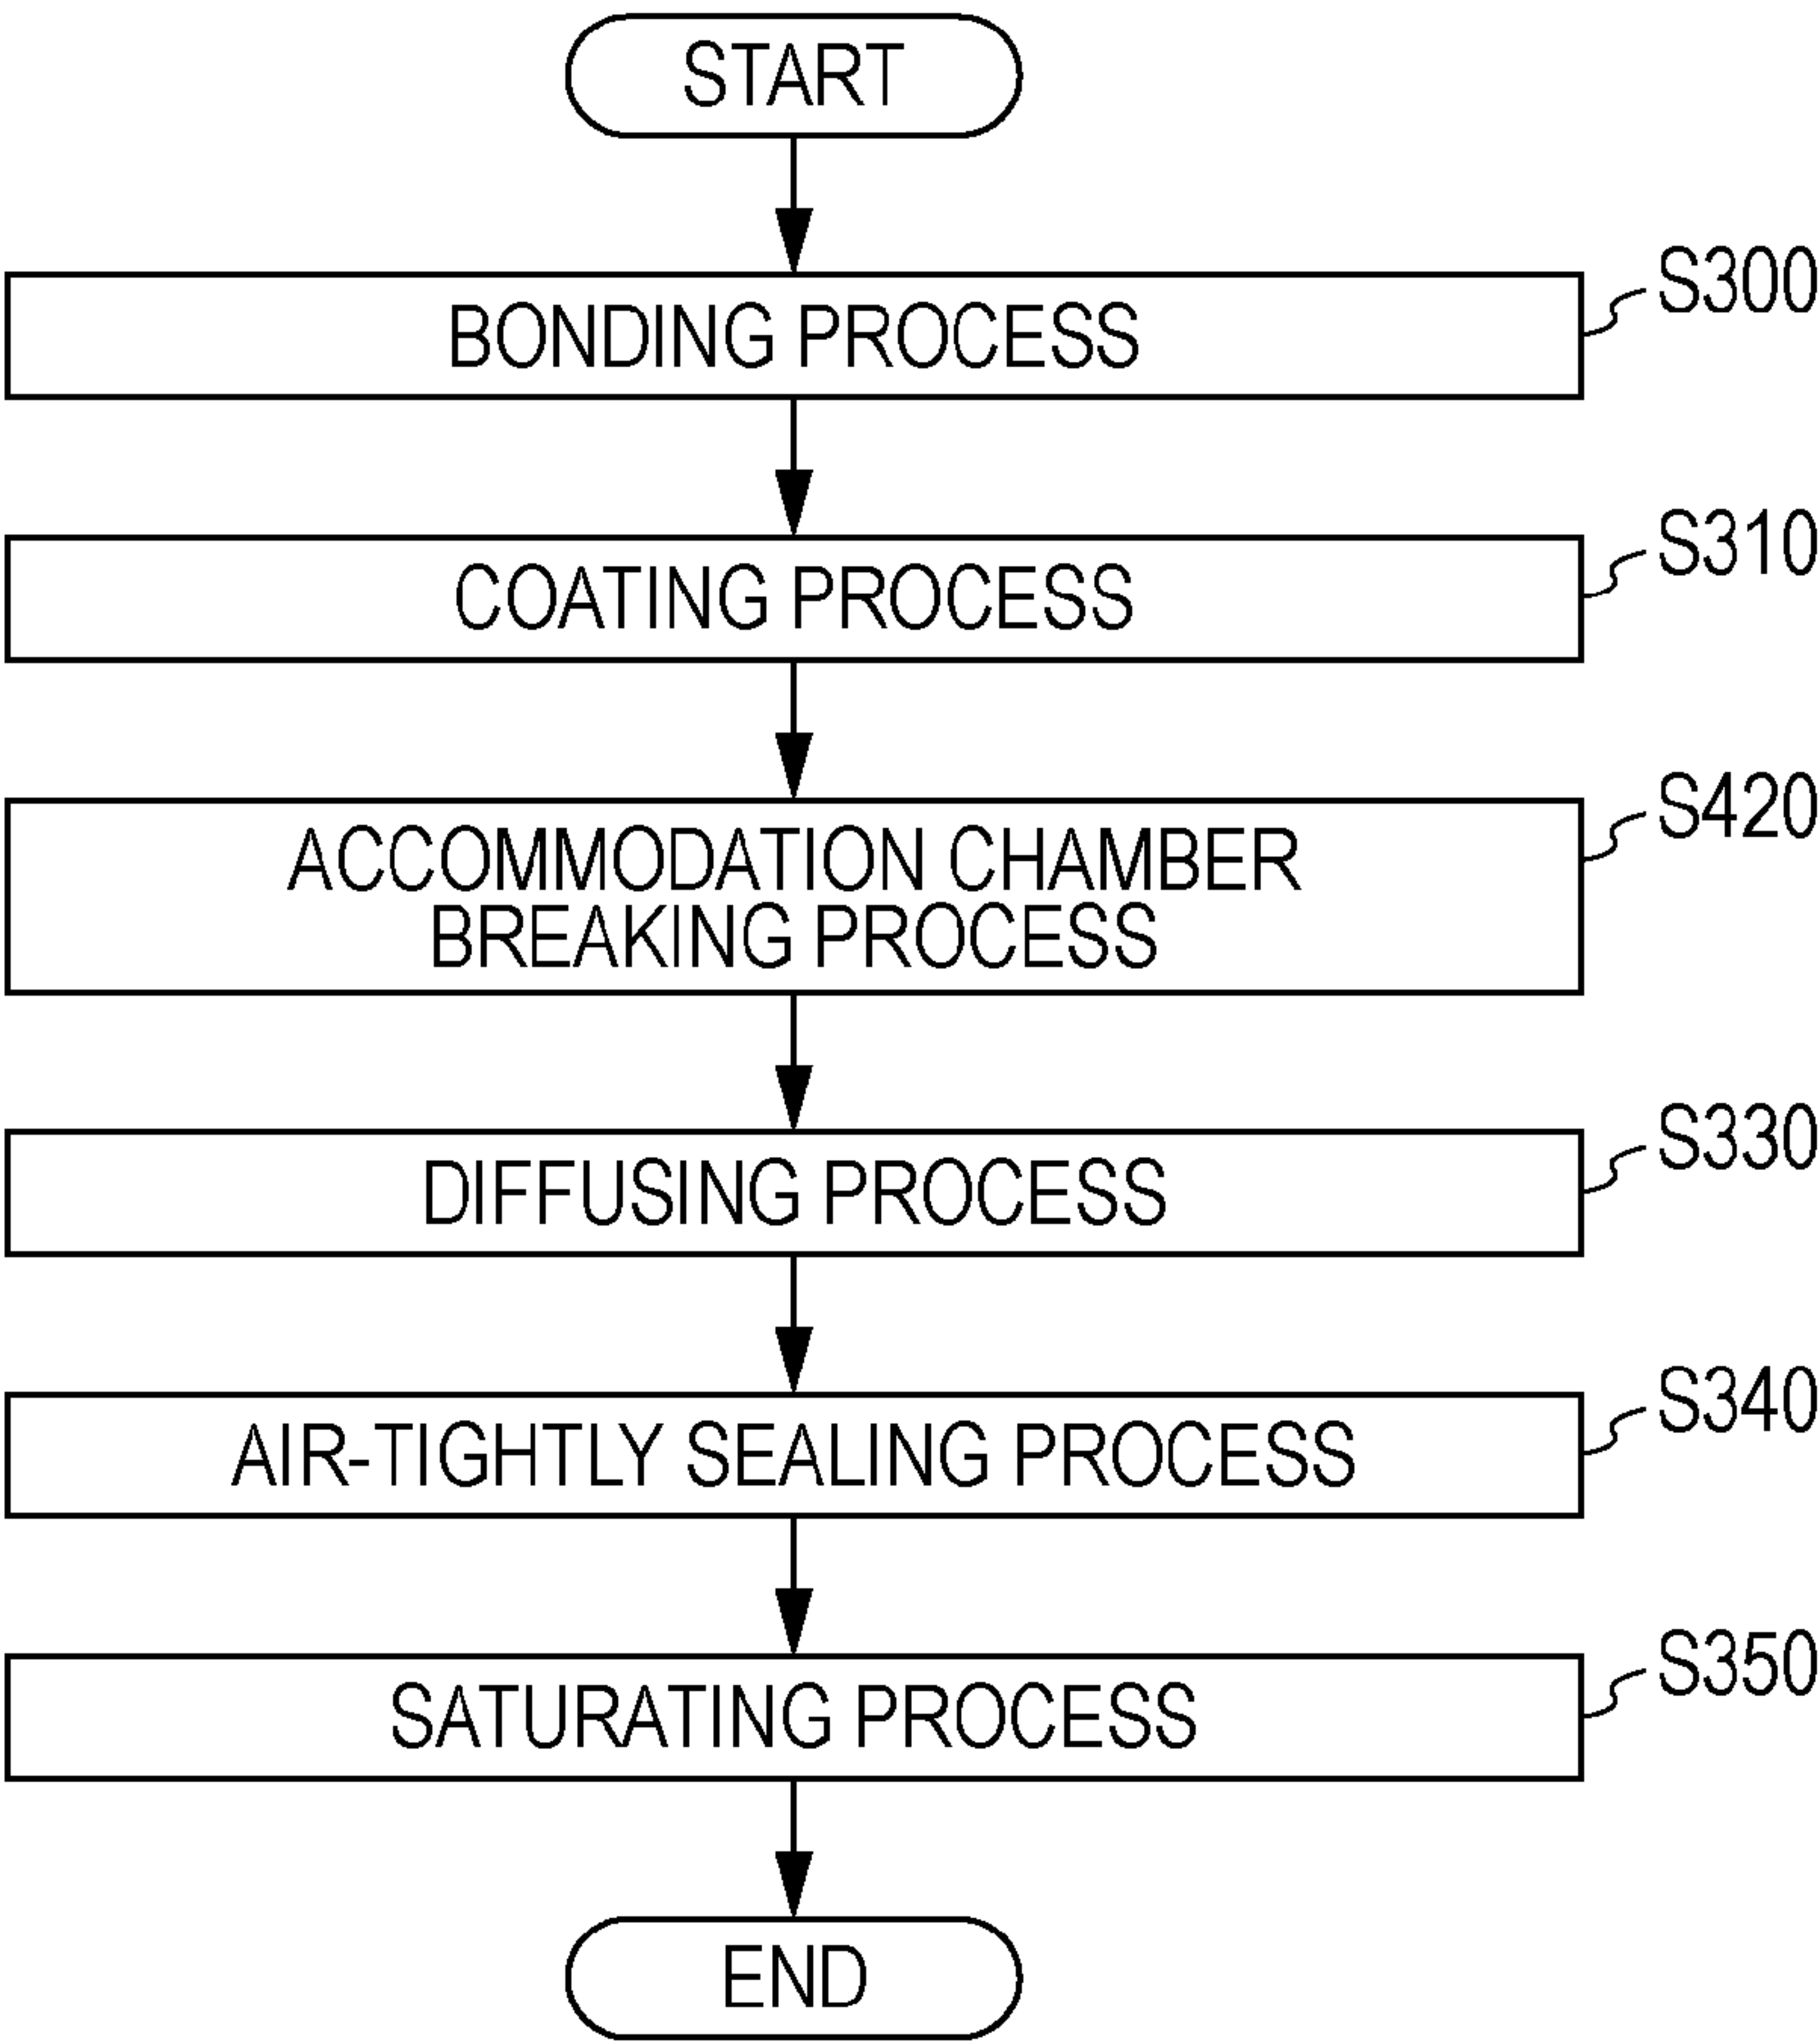 START
S300
BONDING PROCESS
S310
COATING PROCESS
S420
ACCOMMODATION CHAMBER
BREAKING PROCESS
S330
DIFFUSING PROCESS
S340
AIR-TIGHTLY SEALING PROCESS
S350
SATURATING PROCESS
END